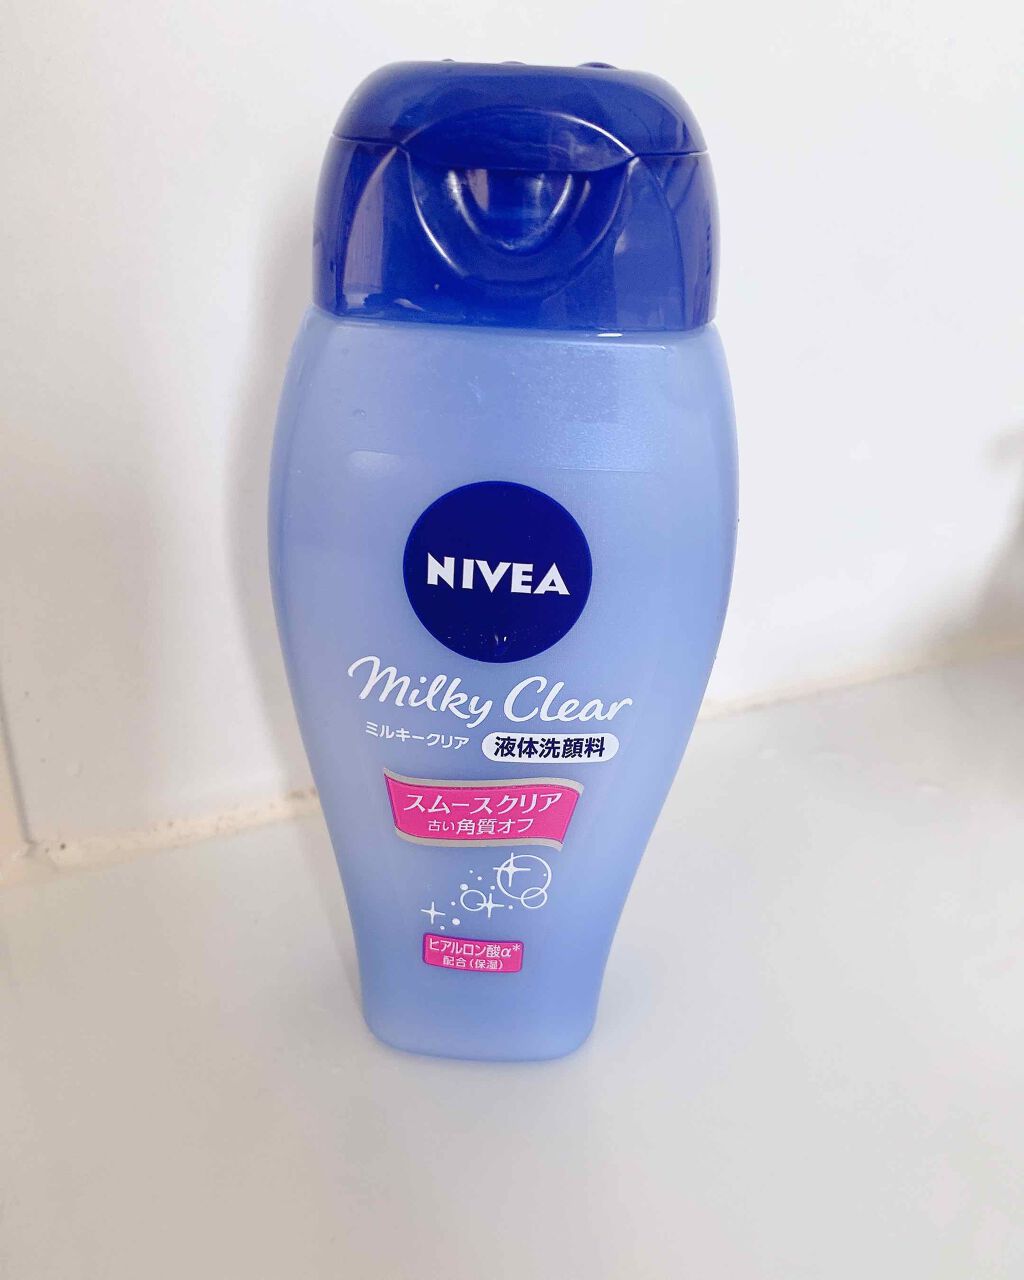 NIVEA
Milky Clear
ミルキークリア 液体洗顔料
スムースクリア
古い角質オフ
ヒアルロン酸α*
配合(保湿)